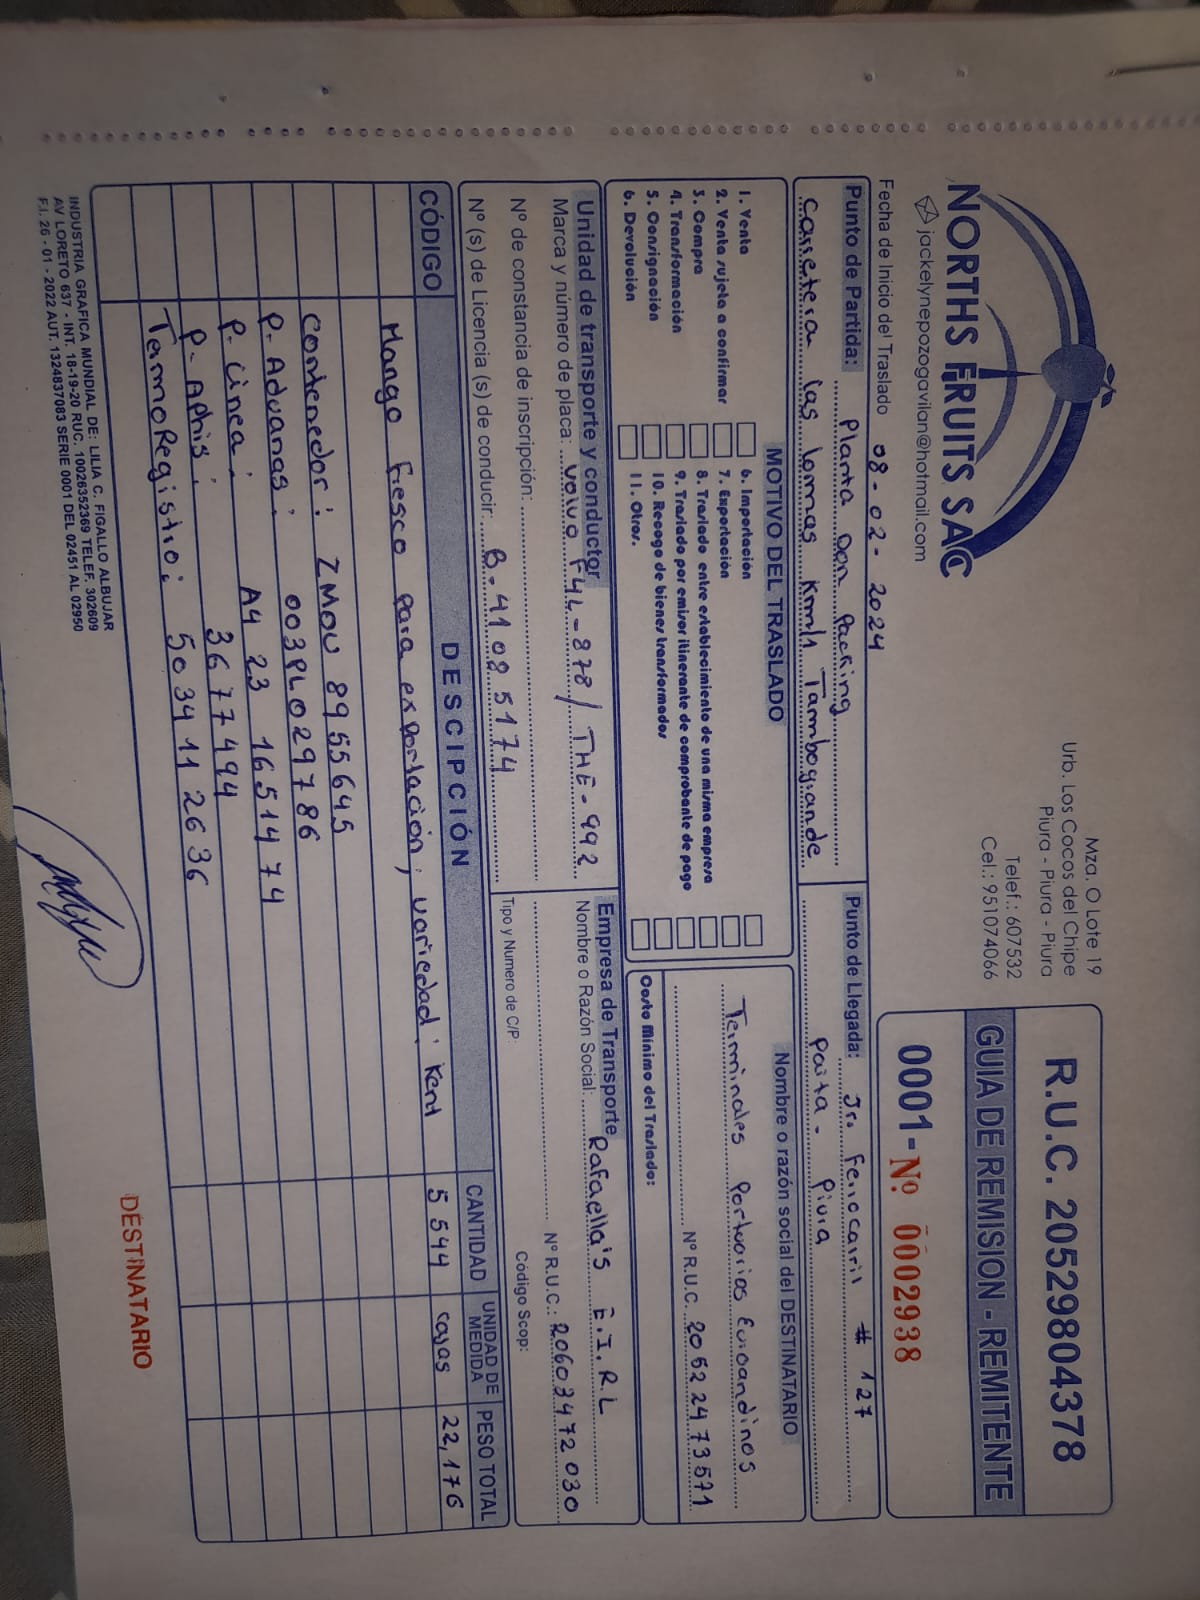 NORTHS FRUITS SAC
jackelynepozogavilan@hotmail.com
Mza. O Lote 19
Urb. Los Cocos del Chipe
Piura - Piura - Piura
Telef.: 607532
Cel.: 951074066
R.U.C. 20529804378
GUIA DE REMISION - REMITENTE
0001- Nº 0002938
Fecha de Inicio del Traslado 08-02-2024
Punto de Partida: Planta Don Packing
carretera las lomas Km 1 Tambogrande
Punto de Llegada: Jr. Ferrocarril # 127
Paita - Piura
MOTIVO DEL TRASLADO
1. Venta
2. Venta sujeta a confirmar
3. Compra
4. Transformación
5. Consignación
6. Devolución
6. Importación
7. Exportación
8. Traslado entre establecimiento de una misma empresa
9. Traslado por emisor itinerante de comprobante de pago
10. Recogo de bienes transformados
11. Otros.
Nombre o razón social del DESTINATARIO
Terminales Portuarios Euroandinos
Nº R.U.C. 20522473571
Costo Mínimo del Traslado:
Unidad de transporte y conductor
Marca y número de placa: Volvo F4L-878/ THE-992
Nº de constancia de inscripción:
Nº (s) de Licencia (s) de conducir B-41085174
Empresa de Transporte
Nombre o Razón Social: Rafaella's E.I.R.L
Nº R.U.C.: 20603472030
Tipo y Numero de C/P:
Código Scop:
CÓDIGO DESCIPCIÓN CANTIDAD UNIDAD DE MEDIDA PESO TOTAL
Mango fresco para exportación, variedad: Kent 5544 cajas 22,176
Contenedor: ZMOU 8955645
P. Aduanas: 003PL029786
P. Linea: A4 23 1651474
P. Aphis: 3677494
TermoRegistro: 5034112636
INDUSTRIA GRAFICA MUNDIAL DE: LILIA C. FIGALLO ALBUJAR
AV LORETO 637 - INT. 18-19-20 RUC. 10026352369 TELEF. 302609
F.I. 26 - 01 - 2022 AUT. 1324837083 SERIE 0001 DEL 02451 AL 02950
DESTINATARIO